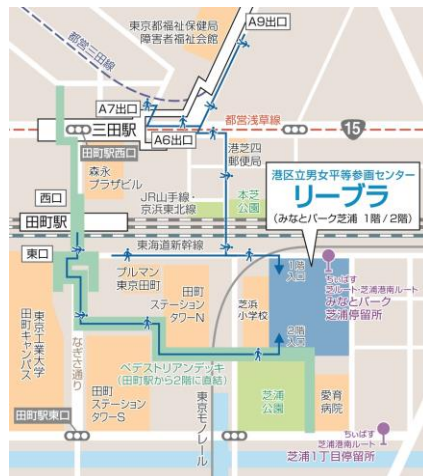 東京都福祉保健局
障害者福祉会館
A9出口
都営三田線
A7出口
三田駅
A6出口
都営浅草線
15
田町駅西口
港芝四
郵便局
森永
プラザビル
西口
JR山手線・
京浜東北線
本芝
公園
港区立男女平等参画センター
リーブラ
(みなとパーク芝浦 1階/2階)
田町駅
東海道新幹線
東口
プルマン
東京田町
田町
ステーション
タワーN
芝浜
小学校
1階
入口
2階
入口
ちぃばす
芝ルート・芝浦港南ルート
みなとパーク
芝浦停留所
東京工業大学
田町キャンパス
なぎさ通り
ペデストリアンデッキ
(田町駅から2階に直結)
田町
ステーション
タワーS
東京モノレール
芝浦
公園
愛育
病院
田町駅東口
ちぃばす
芝浦港南ルート
芝浦1丁目停留所